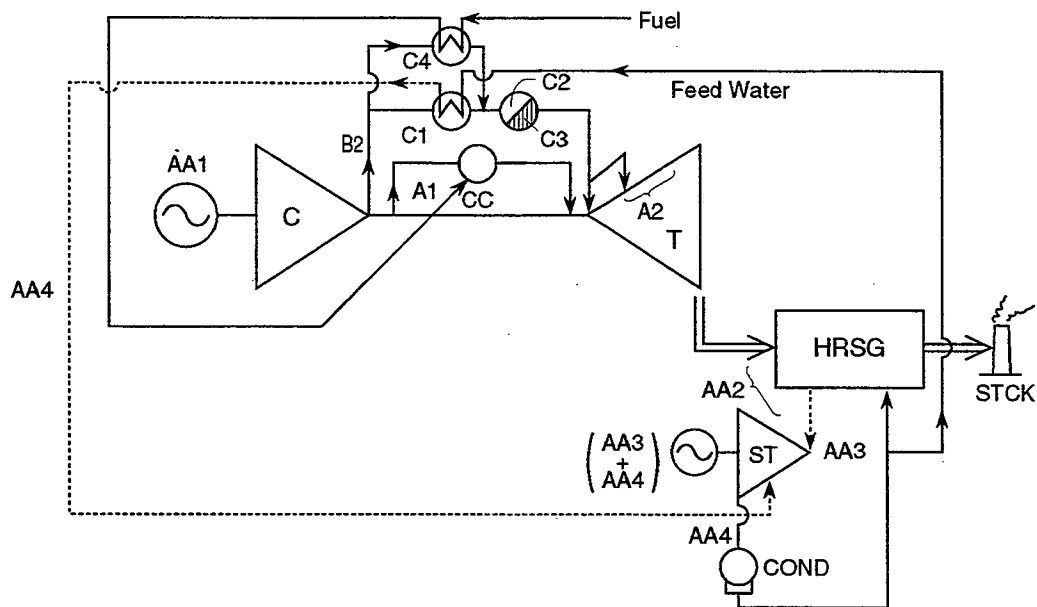 Fuel
C4
C2
Feed Water
C1
C3
B2
AA1
A1
CC
A2
C
T
AA4
HRSG
AA2
STCK
AA3
+
AA4
ST
AA3
AA4
COND